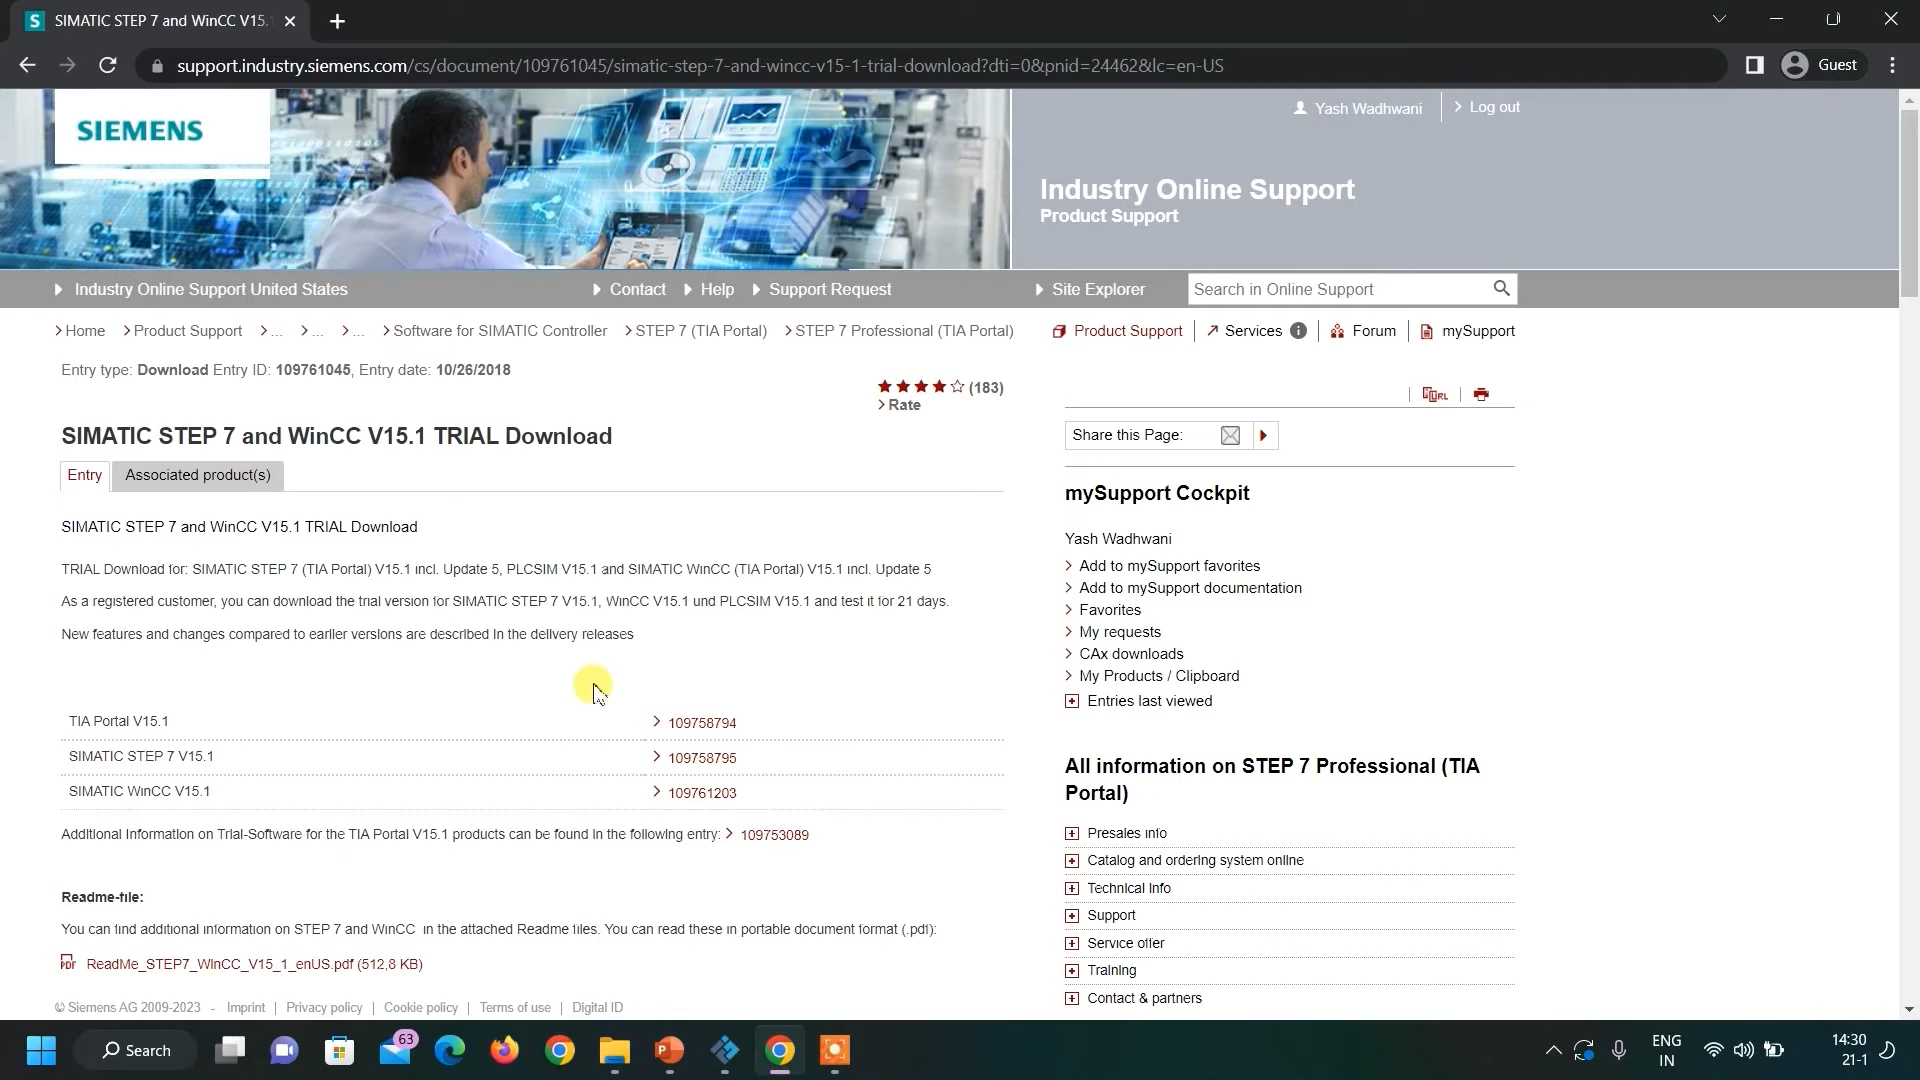 SIMATIC STEP 7 and WinCC V15.
support.industry.siemens.com/cs/document/109761045/simatic-step-7-and-wincc-v15-1-trial-download?dti=0&pnid=24462&lc=en-US
Guest
SIEMENS
Yash Wadhwani
Log out
Industry Online Support
Product Support
Industry Online Support United States
Contact
Help
Support Request
Site Explorer
Search in Online Support
Home
Product Support
...
...
...
Software for SIMATIC Controller
STEP 7 (TIA Portal)
STEP 7 Professional (TIA Portal)
Product Support
Services
Forum
mySupport
Entry type: Download Entry ID: 109761045, Entry date: 10/26/2018
(183)
Rate
URL
SIMATIC STEP 7 and WinCC V15.1 TRIAL Download
Share this Page:
Entry
Associated product(s)
SIMATIC STEP 7 and WinCC V15.1 TRIAL Download
TRIAL Download for: SIMATIC STEP 7 (TIA Portal) V15.1 incl. Update 5, PLCSIM V15.1 and SIMATIC WinCC (TIA Portal) V15.1 incl. Update 5
As a registered customer, you can download the trial version for SIMATIC STEP 7 V15.1, WinCC V15.1 und PLCSIM V15.1 and test it for 21 days.
New features and changes compared to earlier versions are described in the delivery releases
TIA Portal V15.1
109758794
SIMATIC STEP 7 V15.1
109758795
SIMATIC WinCC V15.1
109761203
Additional information on Trial-Software for the TIA Portal V15.1 products can be found in the following entry: 109753089
Readme-file:
You can find additional information on STEP 7 and WinCC in the attached Readme files. You can read these in portable document format (.pdf):
PDF
ReadMe_STEP7_WinCC_V15_1_enUS.pdf (512,8 KB)
mySupport Cockpit
Yash Wadhwani
Add to mySupport favorites
Add to mySupport documentation
Favorites
My requests
CAx downloads
My Products / Clipboard
Entries last viewed
All information on STEP 7 Professional (TIA
Portal)
Presales info
Catalog and ordering system online
Technical info
Support
Service offer
Training
Contact & partners
© Siemens AG 2009-2023 - Imprint | Privacy policy | Cookie policy | Terms of use | Digital ID
Search
63
ENG
IN
14:30
21-1